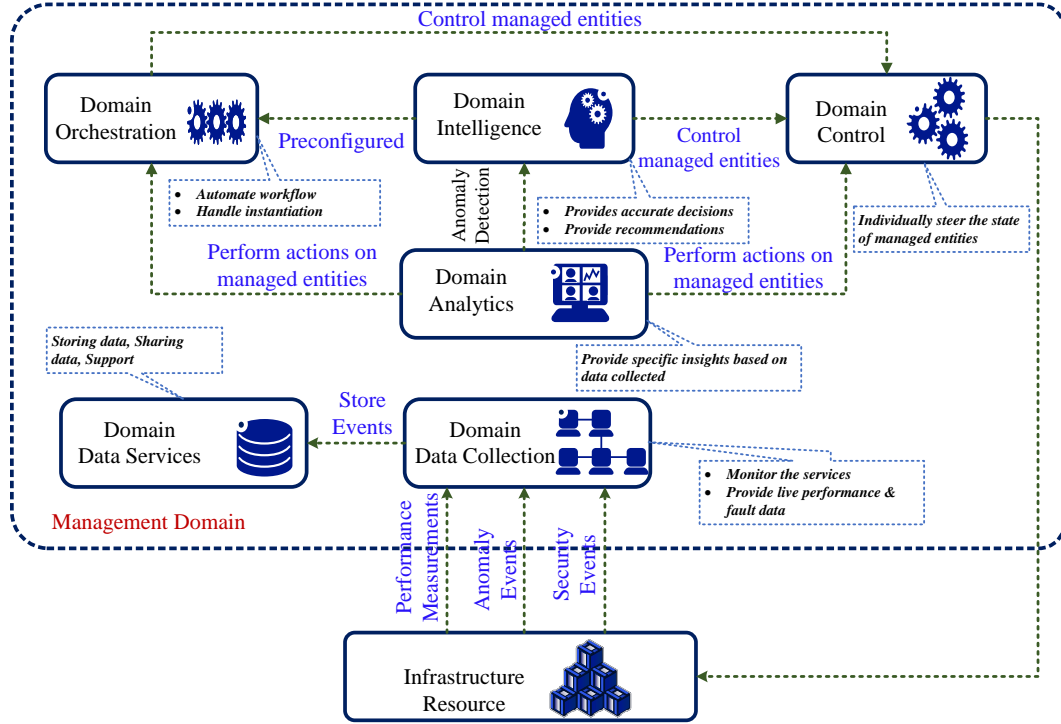 Control managed entities
Domain
Orchestration
Domain
Intelligence
Domain
Control
Preconfigured
Control
managed entities
• Automate workflow
• Handle instantiation
Anomaly
Detection
• Provides accurate decisions
• Provide recommendations
Individually steer the state
of managed entities
Perform actions on
managed entities
Domain
Analytics
Perform actions on
managed entities
Storing data, Sharing
data, Support
Provide specific insights based on
data collected
Domain
Data Services
Store
Events
Domain
Data Collection
• Monitor the services
• Provide live performance &
fault data
Management Domain
Performance
Measurements
Anomaly
Events
Security
Events
Infrastructure
Resource